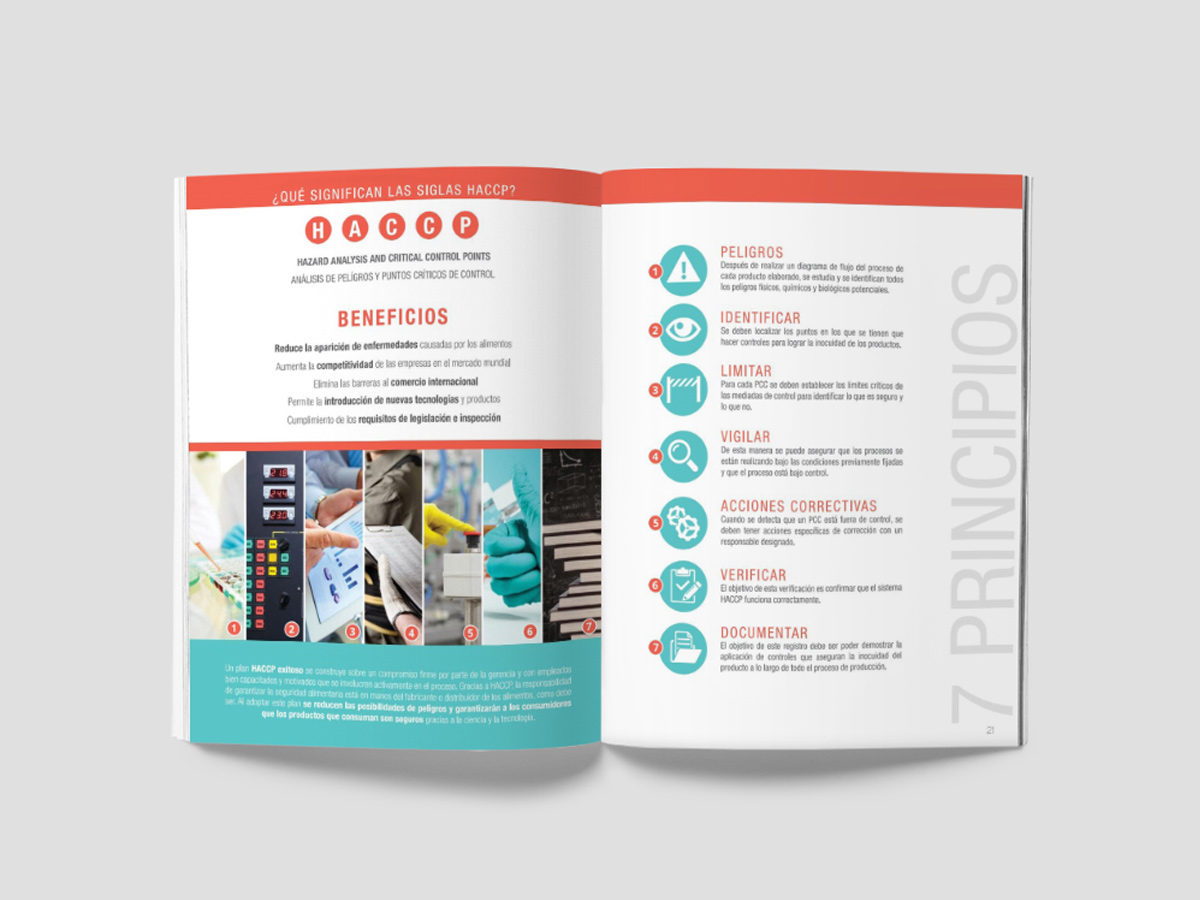 ¿QUÉ SIGNIFICAN LAS SIGLAS HACCP?
H A C C P
HAZARD ANALYSIS AND CRITICAL CONTROL POINTS
ANÁLISIS DE PELÍGROS Y PUNTOS CRÍTICOS DE CONTROL
BENEFICIOS
Reduce la aparición de enfermedades causadas por los alimentos
Aumenta la competitividad de las empresas en el mercado mundial
Elimina las barreras al comercio internacional
Permite la introducción de nuevas tecnologías y productos
Cumplimiento de los requisitos de legislación e inspección
1 2 3 4 5 6 7
Un plan HACCP exitoso se construye sobre un compromiso firme por parte de la gerencia y con empleados
bien capacitados y motivados que se involucren activamente en el proceso. Gracias a HACCP, la responsabilidad
de garantizar la seguridad alimentaria está en manos del fabricante o distribuidor de los alimentos, como debe
ser. Al adoptar este plan se reducen las posibilidades de peligros y garantizarán a los consumidores
que los productos que consuman son seguros gracias a la ciencia y la tecnología.
1
PELIGROS
Después de realizar un diagrama de flujo del proceso de
cada producto elaborado, se estudia y se identifican todos
los peligros físicos, químicos y biológicos potenciales.
2
IDENTIFICAR
Se deben localizar los puntos en los que se tienen que
hacer controles para lograr la inocuidad de los productos.
3
LIMITAR
Para cada PCC se deben establecer los límites críticos de
las mediadas de control para identificar lo que es seguro y
lo que no.
4
VIGILAR
De esta manera se pueda asegurar que los procesos se
están realizando bajo las condiciones previamente fijadas
y que el proceso está bajo control.
5
ACCIONES CORRECTIVAS
Cuando se detecta que un PCC está fuera de control, se
deben tener acciones específicas de corrección con un
responsable designado.
6
VERIFICAR
El objetivo de esta verificación es confirmar que el sistema
HACCP funciona correctamente.
7
DOCUMENTAR
El objetivo de este registro debe ser poder demostrar la
aplicación de controles que aseguran la inocuidad del
producto a lo largo de todo el proceso de producción.
7 PRINCIPIOS
21